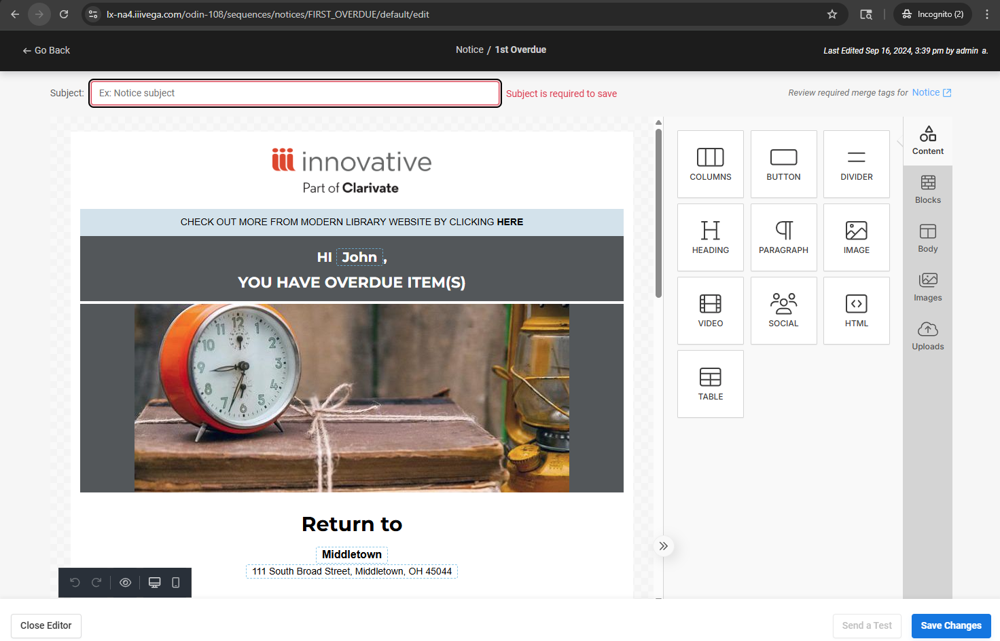 lx-na4.iiivega.com/odin-108/sequences/notices/FIRST_OVERDUE/default/edit
Incognito (2)
Go Back
Notice / 1st Overdue
Last Edited Sep 16, 2024, 3:39 pm by admin a.
Subject:
Ex: Notice subject
Subject is required to save
Review required merge tags for Notice
iii innovative
Part of Clarivate
CHECK OUT MORE FROM MODERN LIBRARY WEBSITE BY CLICKING HERE
HI John ,
YOU HAVE OVERDUE ITEM(S)
12
1
2
3
4
5
6
7
8
9
10
11
Return to
Middletown
111 South Broad Street, Middletown, OH 45044
COLUMNS
BUTTON
DIVIDER
HEADING
PARAGRAPH
IMAGE
VIDEO
SOCIAL
HTML
TABLE
Content
Blocks
Body
Images
Uploads
Close Editor
Send a Test
Save Changes